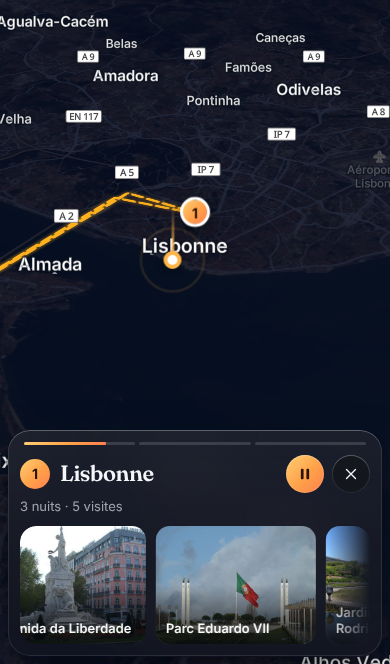 Agualva-Cacém
Belas
Caneças
A 9
A 9
A 9
Famões
Amadora
Odivelas
Pontinha
A 8
EN 117
Velha
IP 7
A 5
IP 7
Aéropor
Lisbon
1
A 2
Lisbonne
Almada
1
Lisbonne
3 nuits · 5 visites
nida da Liberdade
Parc Eduardo VII
Jardi
Rodri